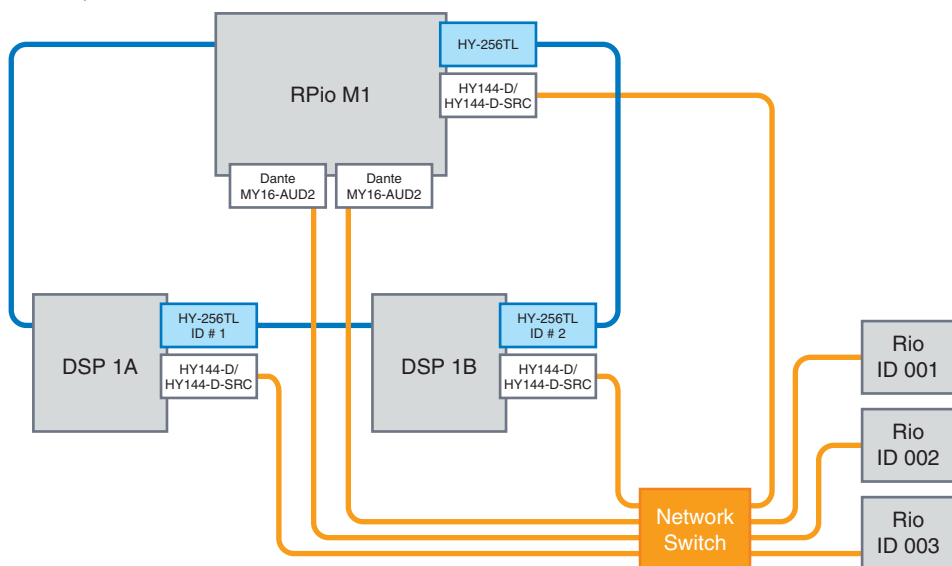 HY-256TL
RPio M1
HY144-D/
HY144-D-SRC
Dante
MY16-AUD2
Dante
MY16-AUD2
DSP 1A
HY-256TL
ID # 1
HY144-D/
HY144-D-SRC
DSP 1B
HY-256TL
ID # 2
HY144-D/
HY144-D-SRC
Rio
ID 001
Rio
ID 002
Rio
ID 003
Network
Switch